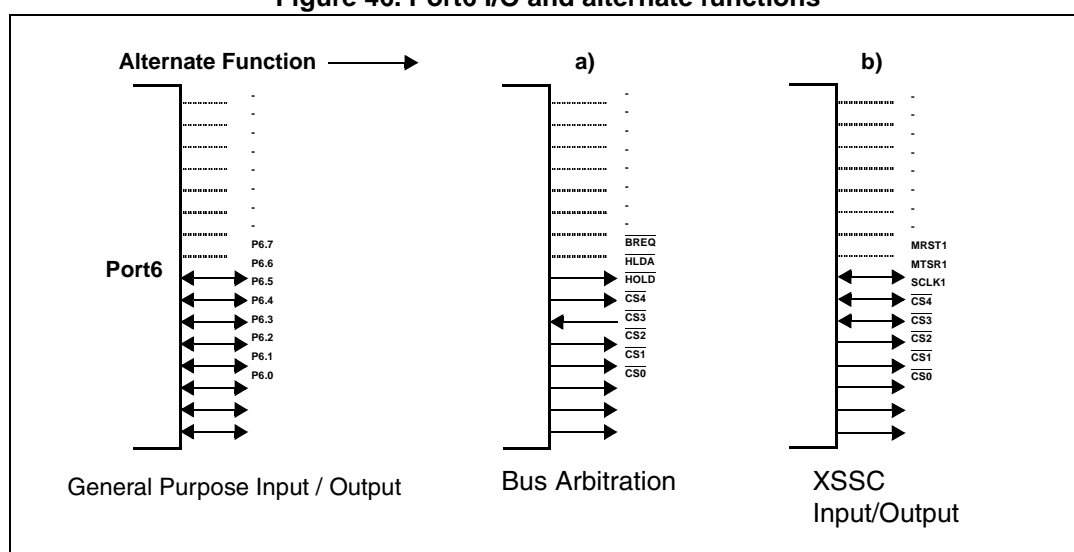 Figure 46. Port6 I/O and alternate functions
Alternate Function a) b)
- - -
- - -
- - -
- - -
- - -
- - -
- - -
- - -
P6.7 BREQ MRST1
Port6 P6.6 HLDA MTSR1
P6.5 HOLD SCLK1
P6.4 CS4 CS4
P6.3 CS3 CS3
P6.2 CS2 CS2
P6.1 CS1 CS1
P6.0 CS0 CS0
General Purpose Input / Output Bus Arbitration XSSC
Input/Output